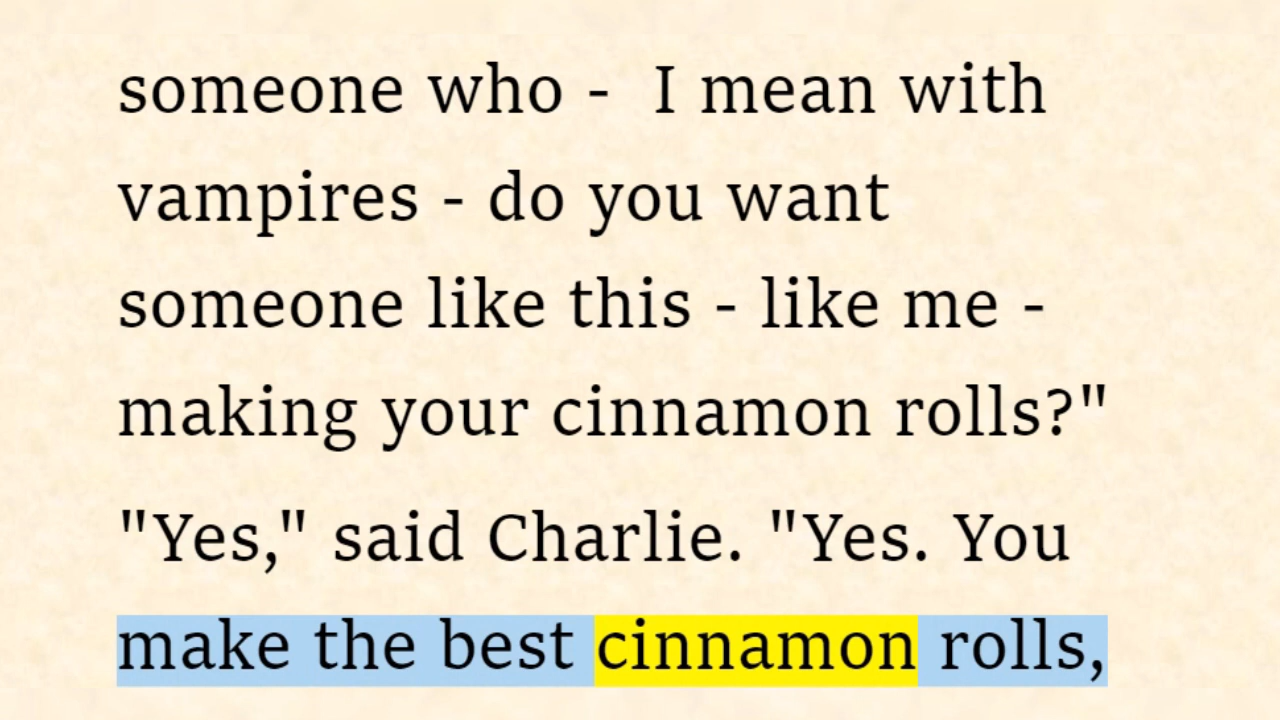 someone who -  I mean with
vampires - do you want
someone like this - like me -
making your cinnamon rolls?"
"Yes," said Charlie. "Yes. You
make the best cinnamon rolls,